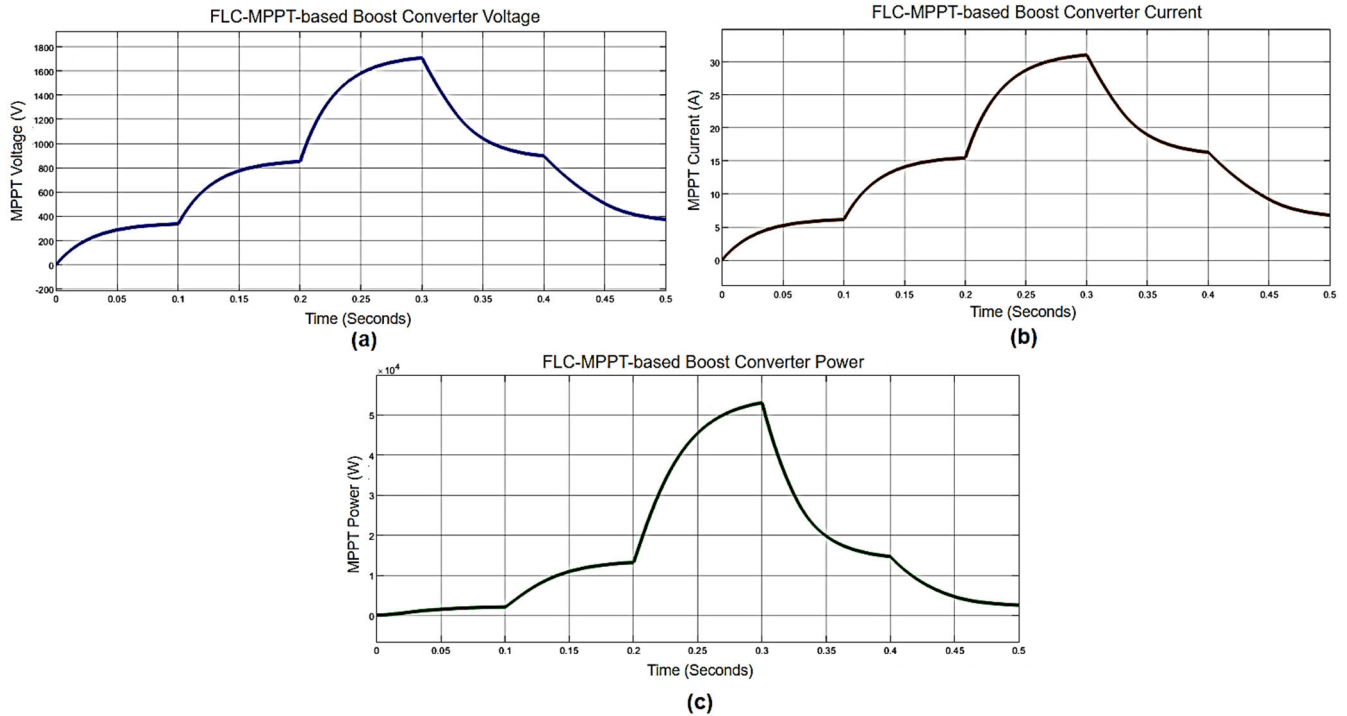 FLC-MPPT-based Boost Converter Voltage
MPPT Voltage (V)
1800
1600
1400
1200
1000
800
600
400
200
0
-200
0 0.05 0.1 0.15 0.2 0.25 0.3 0.35 0.4 0.45 0.5
Time (Seconds)
(a)
FLC-MPPT-based Boost Converter Current
MPPT Current (A)
30
25
20
15
10
5
0
0 0.05 0.1 0.15 0.2 0.25 0.3 0.35 0.4 0.45 0.5
Time (Seconds)
(b)
FLC-MPPT-based Boost Converter Power
× 10⁴
MPPT Power (W)
5
4
3
2
1
0
0 0.05 0.1 0.15 0.2 0.25 0.3 0.35 0.4 0.45 0.5
Time (Seconds)
(c)